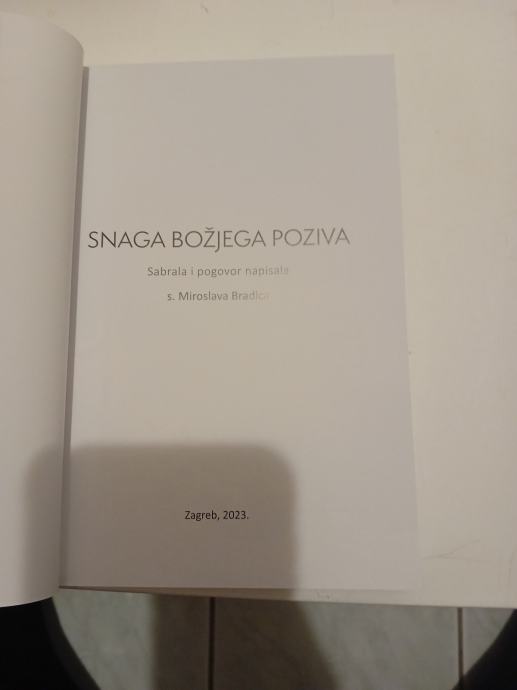 SNAGA BOŽJEGA POZIVA
Sabrala i pogovor napisala
s. Miroslava Bradica
Zagreb, 2023.